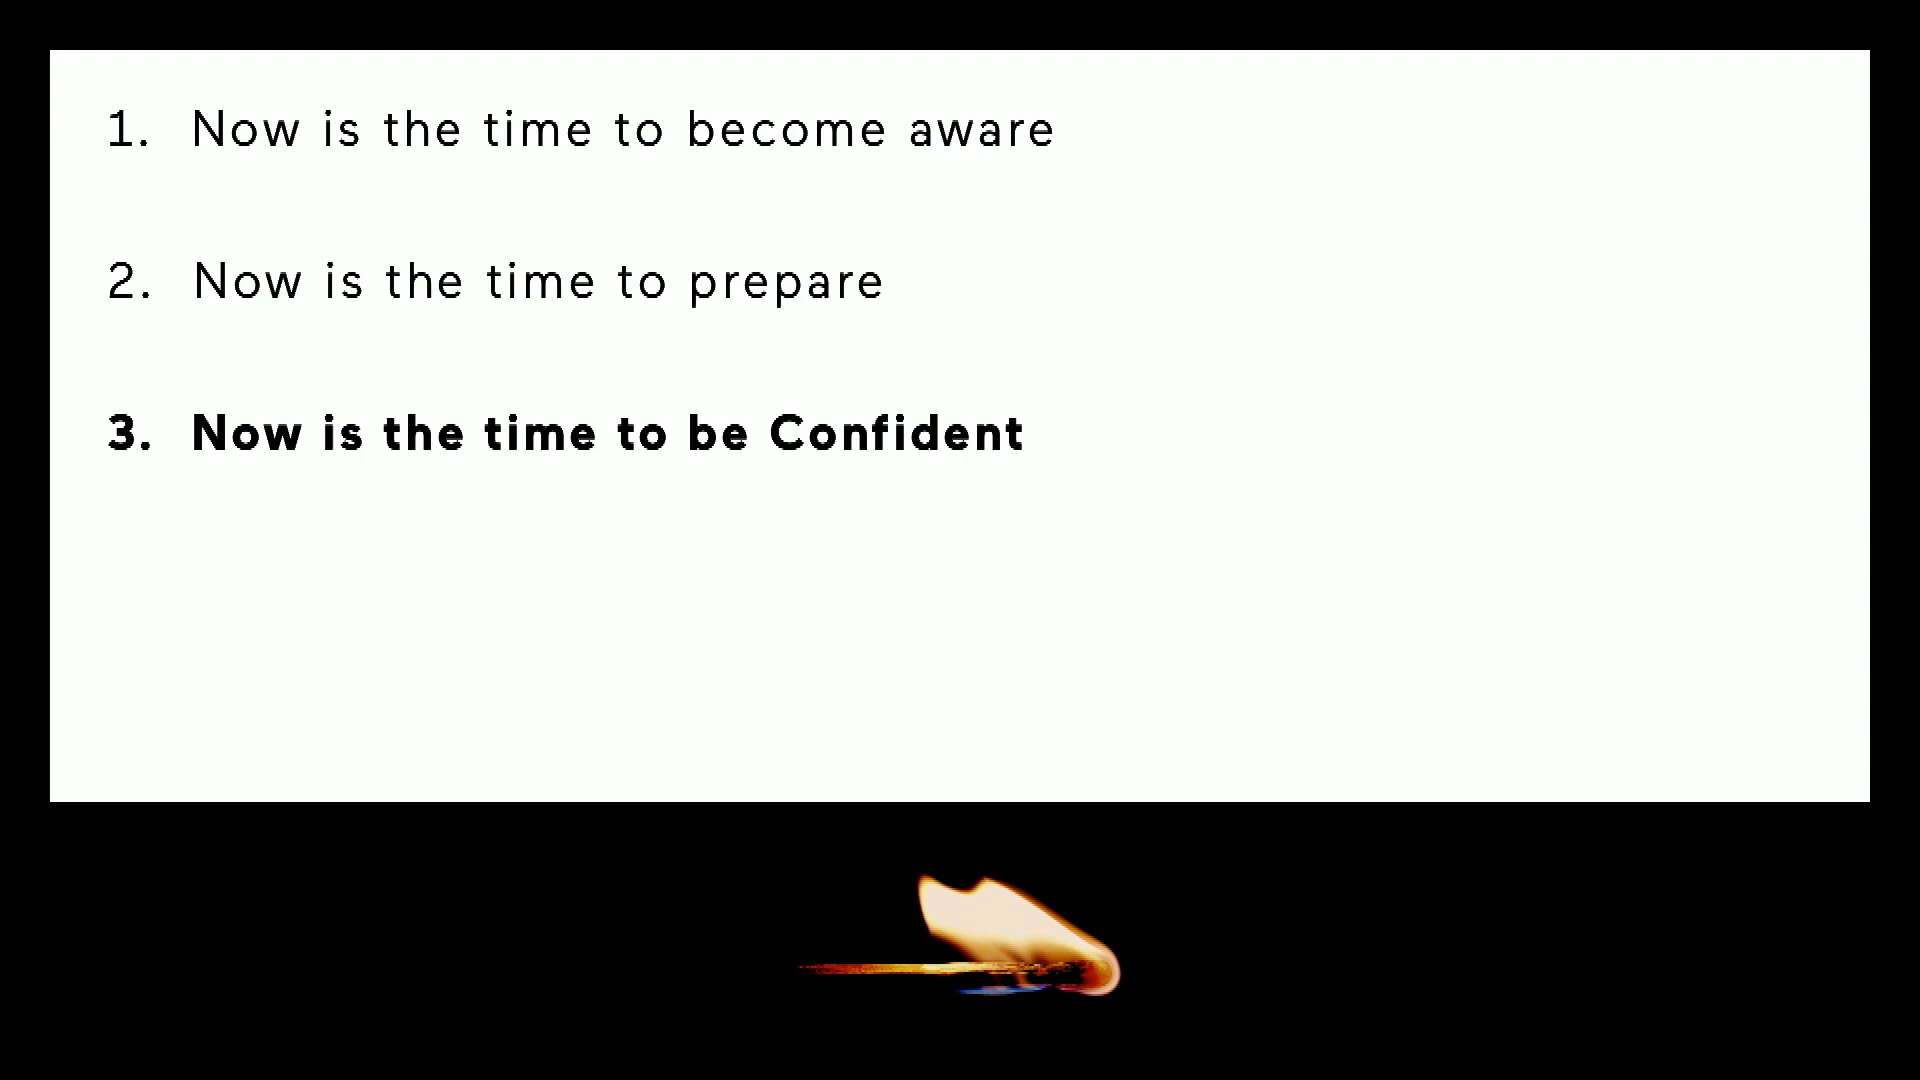 1. Now is the time to become aware
2. Now is the time to prepare
3. Now is the time to be Confident